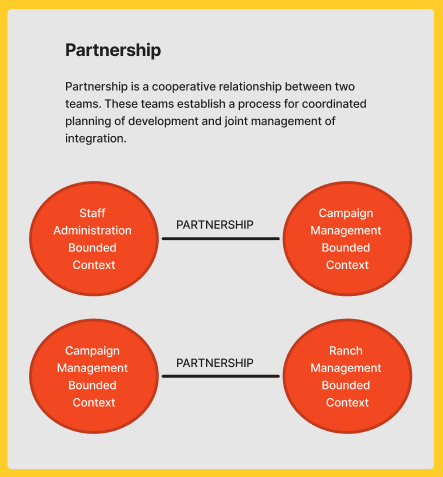 Partnership
Partnership is a cooperative relationship between two
teams. These teams establish a process for coordinated
planning of development and joint management of
integration.
Staff
Administration
Bounded
Context
PARTNERSHIP
Campaign
Management
Bounded
Context
Campaign
Management
Bounded
Context
PARTNERSHIP
Ranch
Management
Bounded
Context